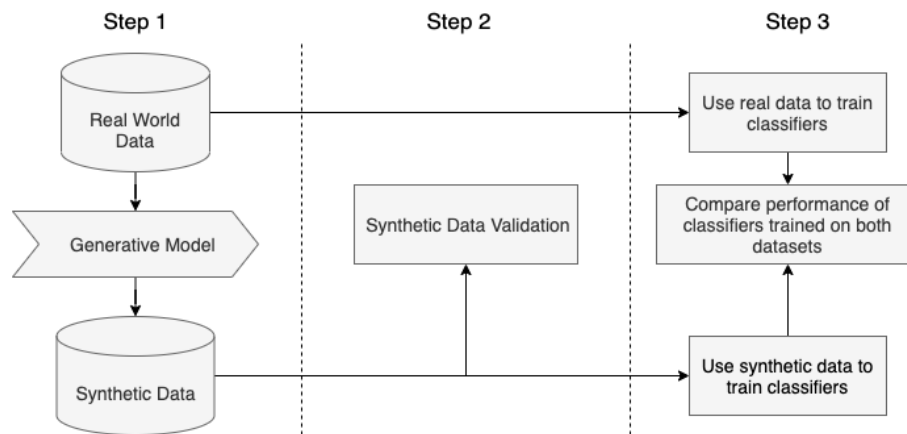 Step 1
Step 2
Step 3
Real World
Data
Use real data to train
classifiers
Generative Model
Synthetic Data Validation
Compare performance of
classifiers trained on both
datasets
Synthetic Data
Use synthetic data to
train classifiers